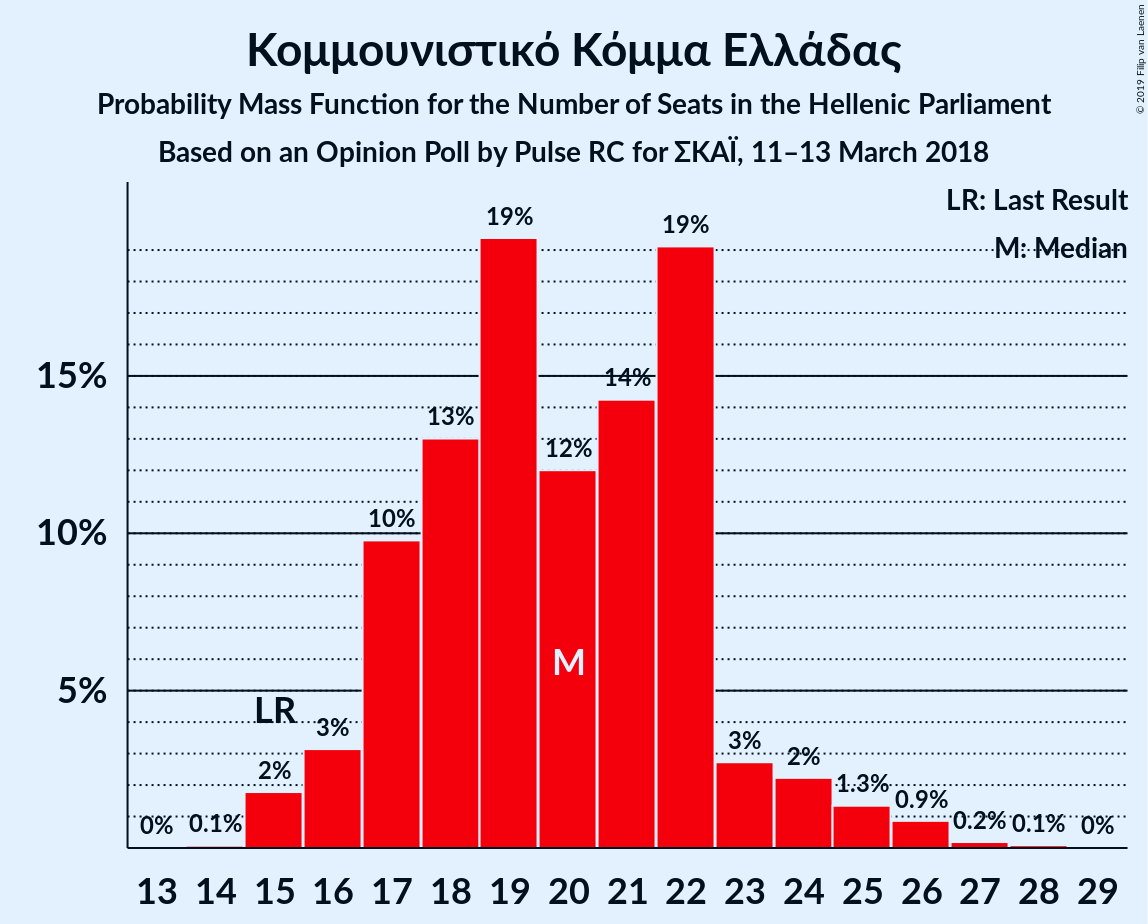 Κομμουνιστικό Κόμμα Ελλάδας
Probability Mass Function for the Number of Seats in the Hellenic Parliament
Based on an Opinion Poll by Pulse RC for ΣΚΑΪ, 11–13 March 2018
© 2019 Filip van Laenen
LR: Last Result
M: Median
19%
19%
15%
14%
13%
12%
10%
10%
M
5%
LR
3%
3%
2%
2%
1.3%
0.9%
0%
0.1%
0.2%
0.1%
0%
13 14 15 16 17 18 19 20 21 22 23 24 25 26 27 28 29